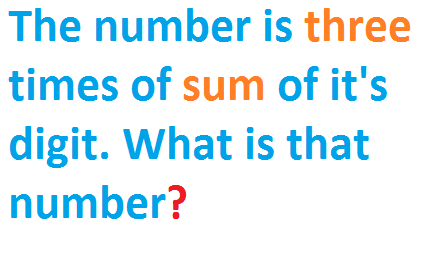 The number is three
times of sum of it's
digit. What is that
number?